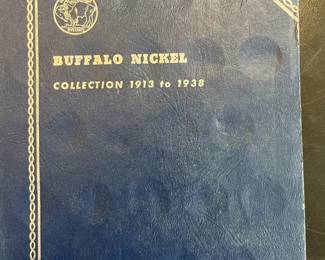 BUFFALO NICKEL
COLLECTION 1913 to 1938